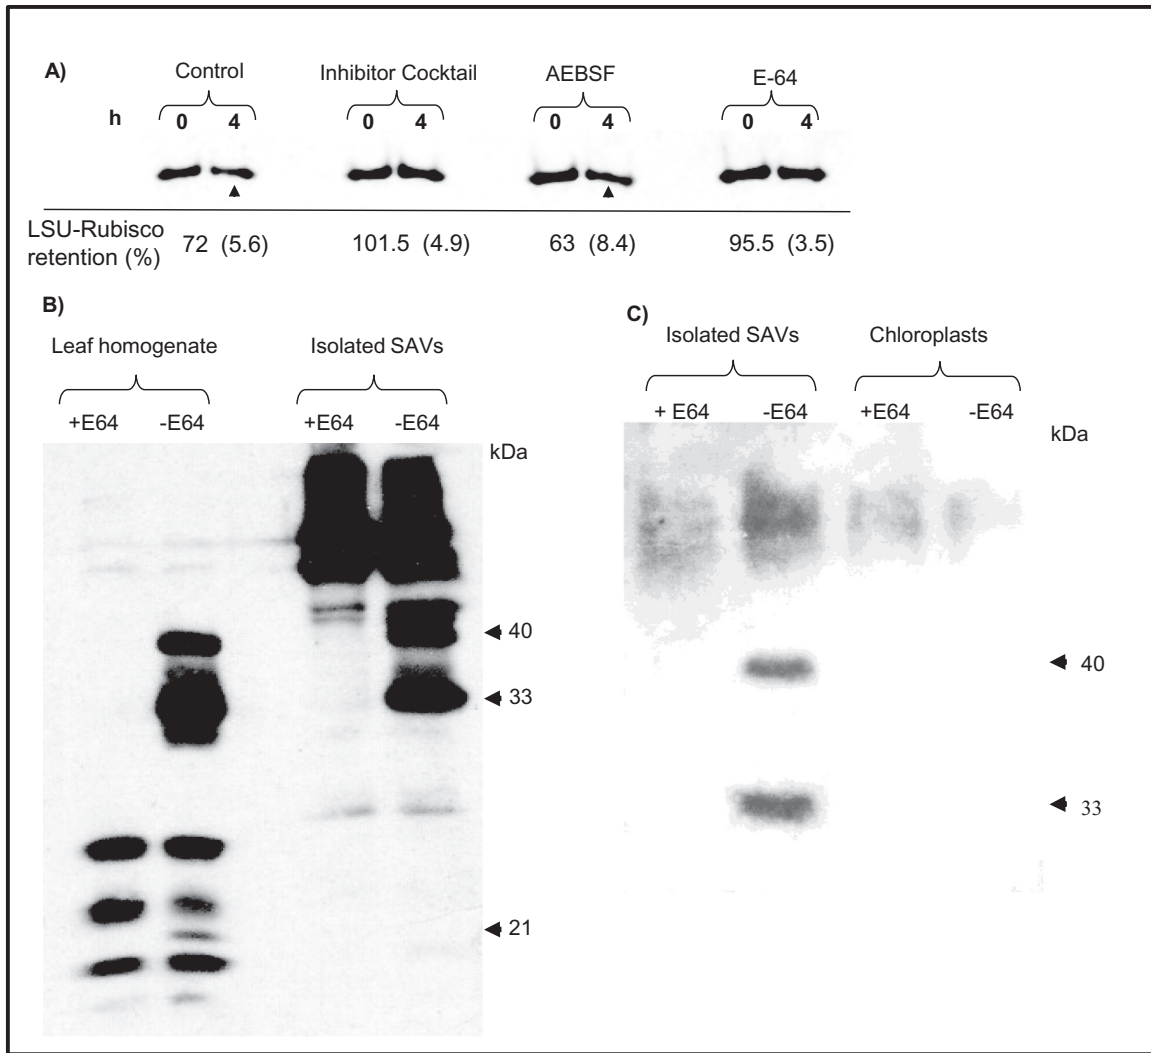 A)
Control Inhibitor Cocktail AEBSF E-64
h 0 4 0 4 0 4 0 4
LSU-Rubisco
retention (%) 72 (5.6) 101.5 (4.9) 63 (8.4) 95.5 (3.5)
B)
Leaf homogenate Isolated SAVs
+E64 -E64 +E64 -E64
kDa
40
33
21
C)
Isolated SAVs Chloroplasts
+ E64 -E64 +E64 -E64
kDa
40
33